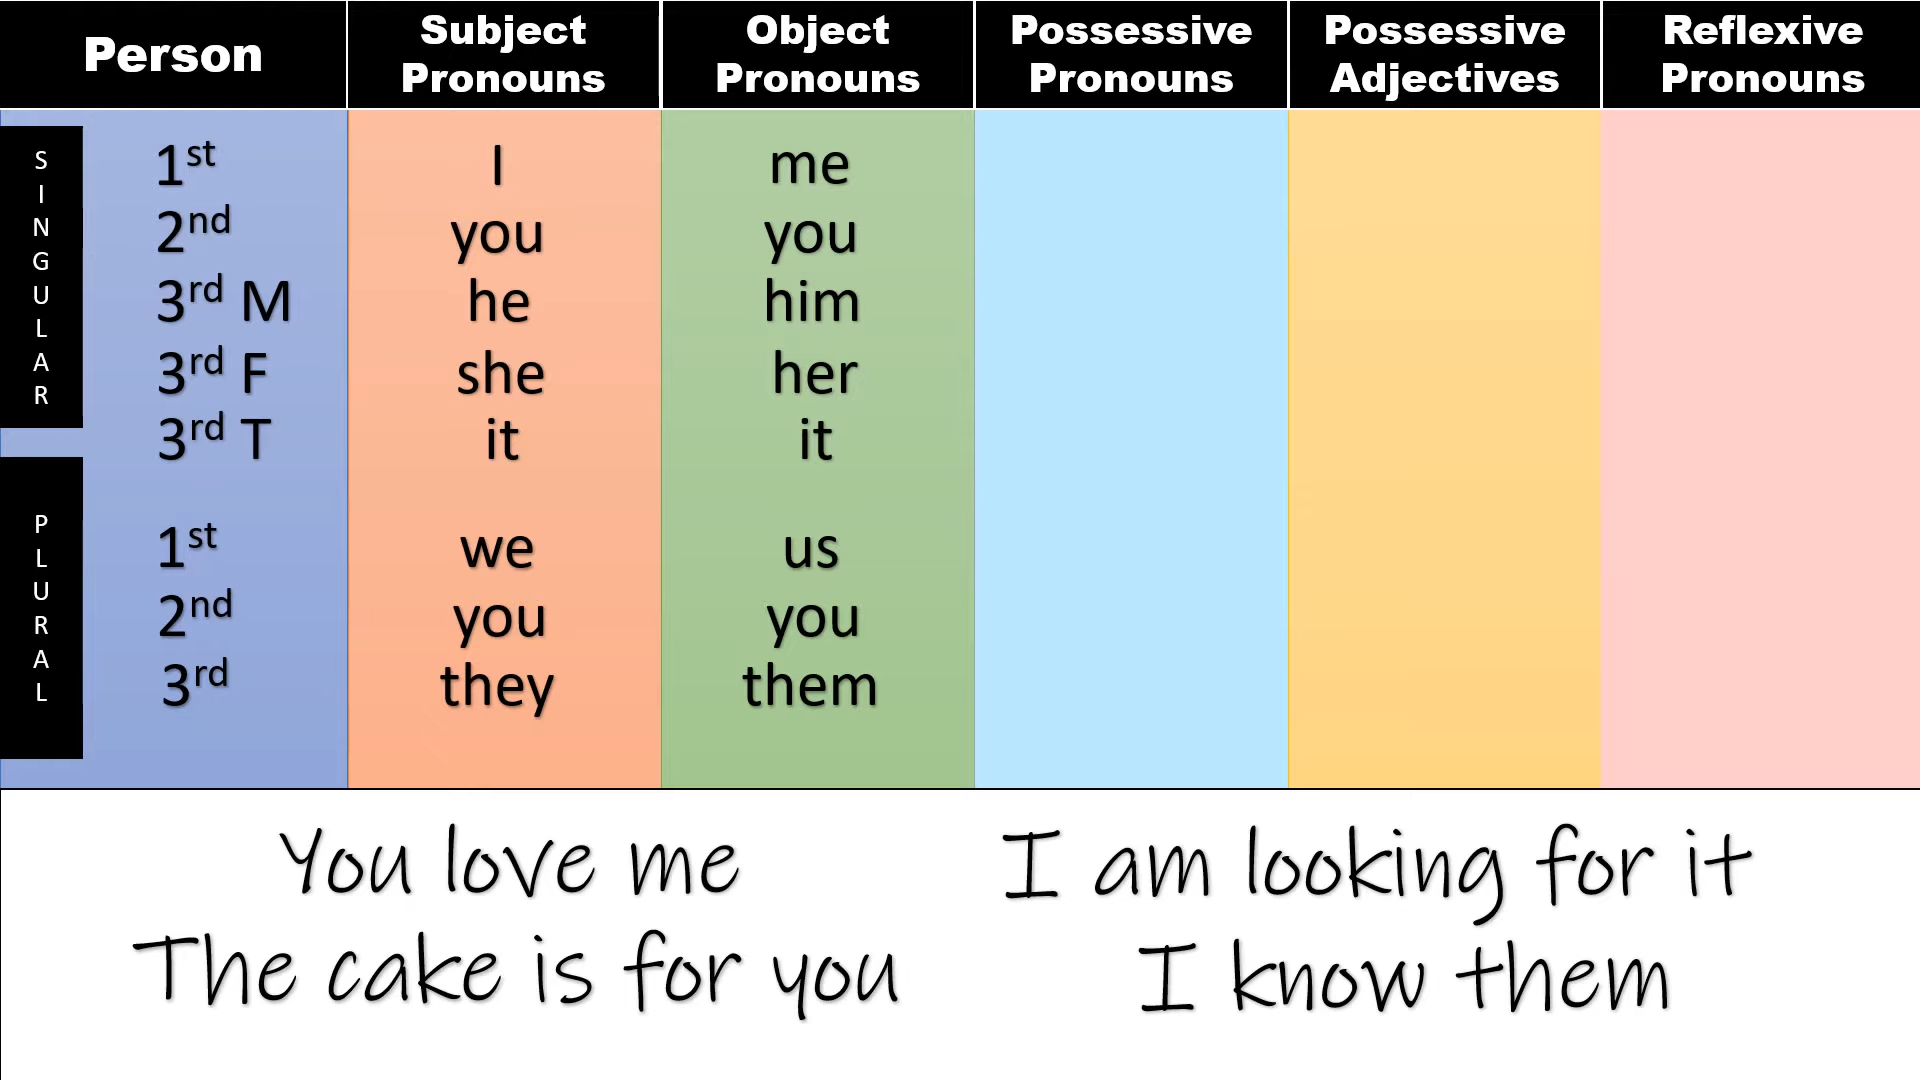 Person Subject Pronouns Object Pronouns Possessive Pronouns Possessive Adjectives Reflexive Pronouns
SINGULAR
1st I me
2nd you you
3rd M he him
3rd F she her
3rd T it it
PLURAL
1st we us
2nd you you
3rd they them
You love me
The cake is for you
I am looking for it
I know them